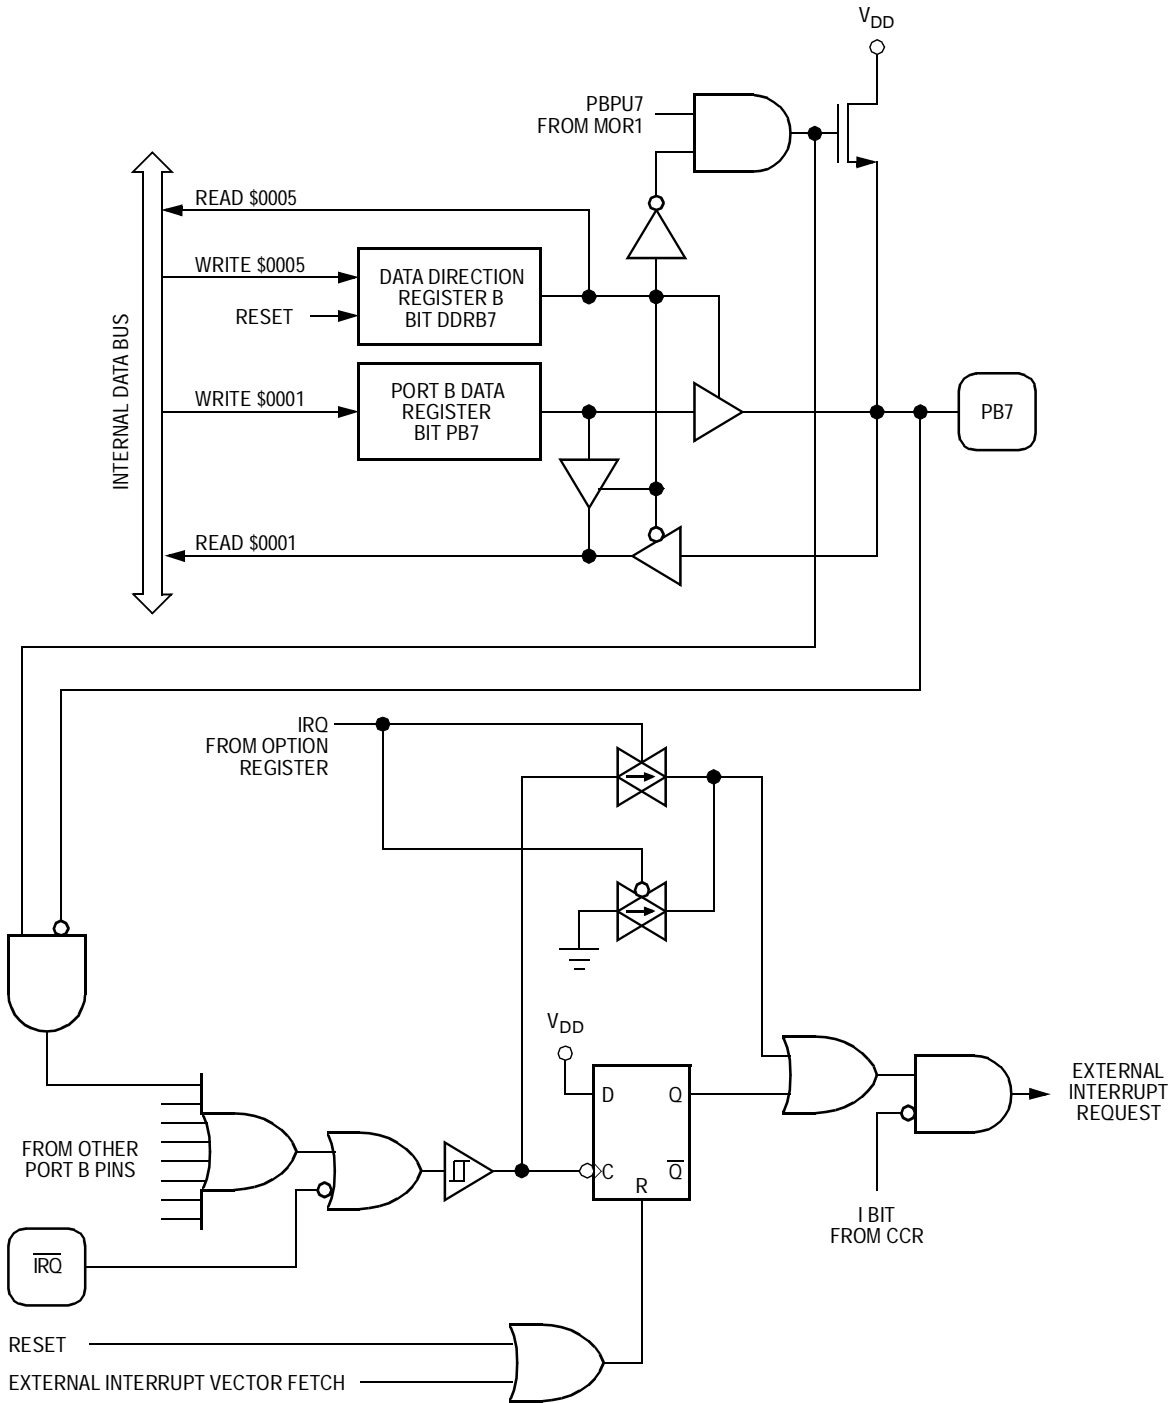 VDD
PBPU7
FROM MOR1
READ $0005
WRITE $0005
DATA DIRECTION
REGISTER B
BIT DDRB7
RESET
INTERNAL DATA BUS
WRITE $0001
PORT B DATA
REGISTER
BIT PB7
PB7
READ $0001
IRQ
FROM OPTION
REGISTER
VDD
D
Q
C
Q̅
R
EXTERNAL
INTERRUPT
REQUEST
FROM OTHER
PORT B PINS
I BIT
FROM CCR
I̅R̅Q̅
RESET
EXTERNAL INTERRUPT VECTOR FETCH